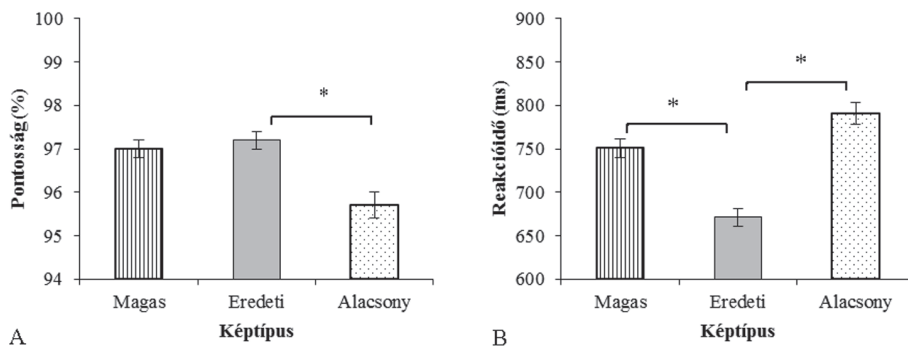 100
99
98
97
96
95
94
Pontosság (%)
*
Magas
Eredeti
Alacsony
Képtípus
A
900
850
800
750
700
650
600
Reakcióidő (ms)
*
*
Magas
Eredeti
Alacsony
Képtípus
B